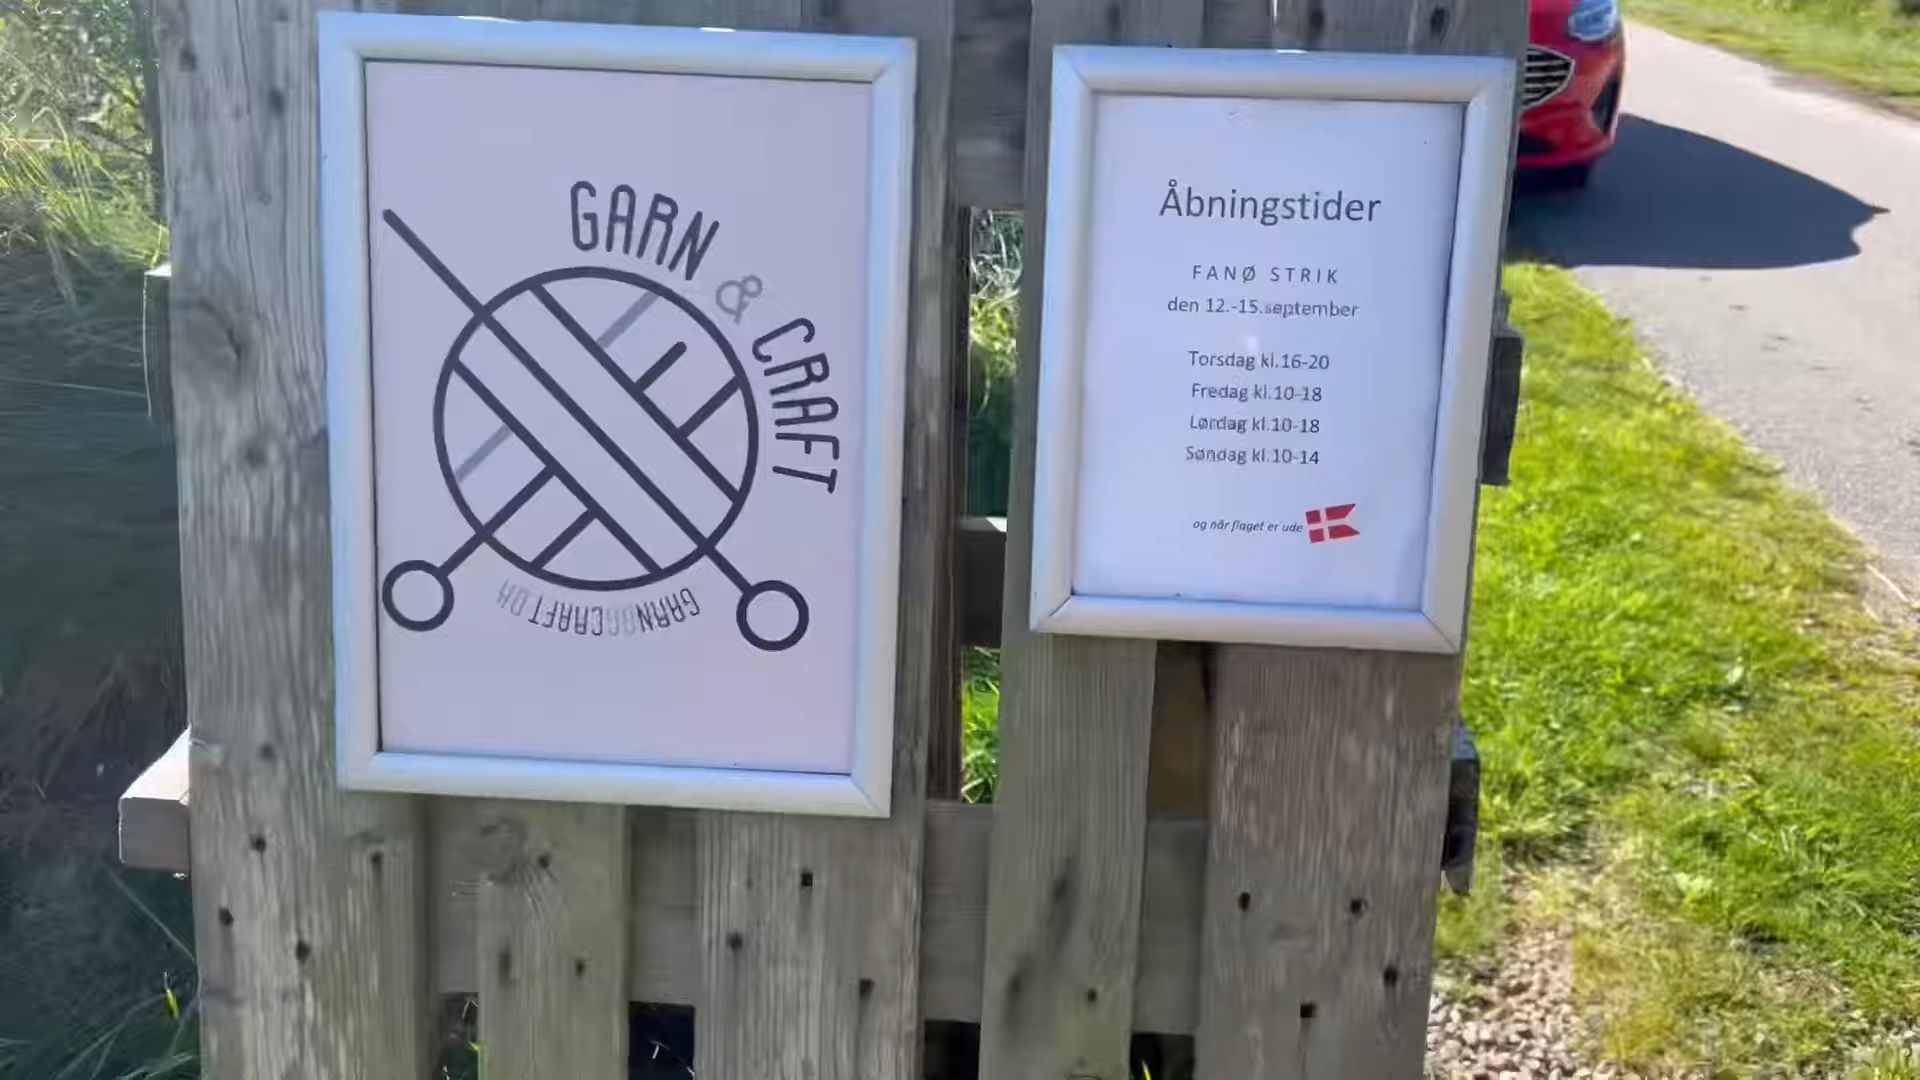 GARN & CRAFT
GARNOGCRAFT.DK
Åbningstider
FANØ STRIK
den 12.-15.september
Torsdag kl.16-20
Fredag kl.10-18
Lørdag kl.10-18
Søndag kl.10-14
og når flaget er ude